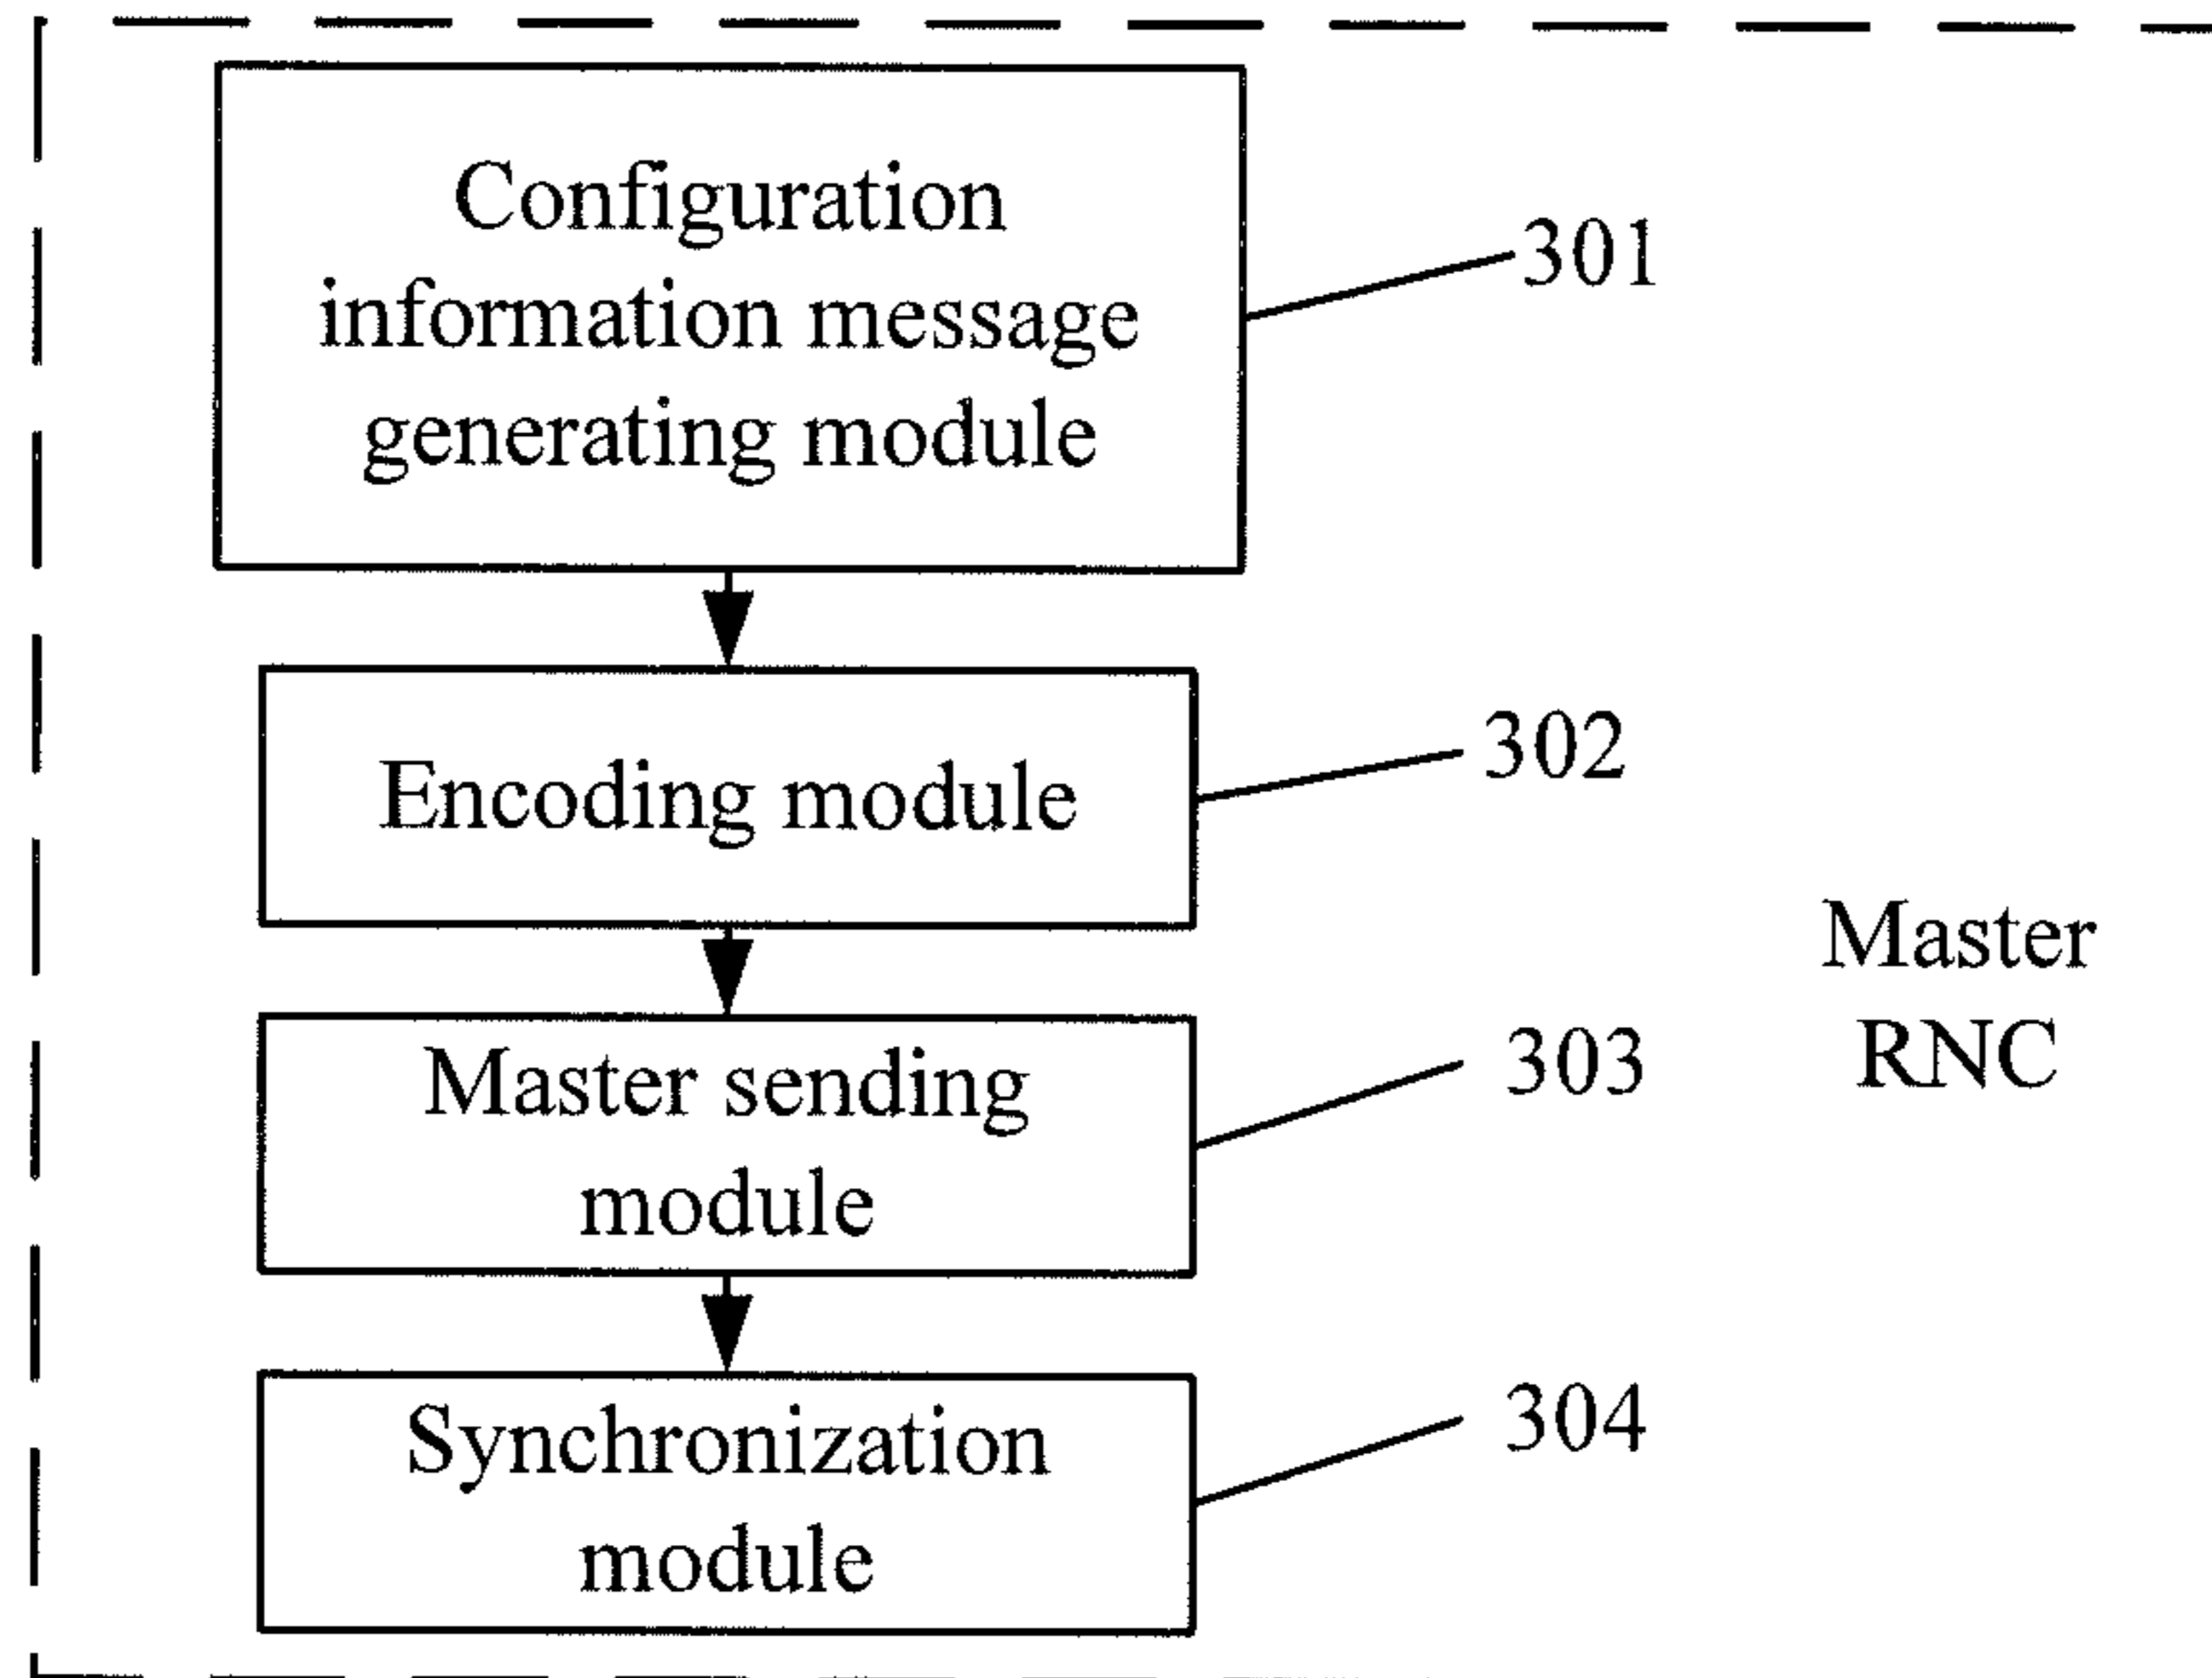 Configuration
information message
generating module
301
Encoding module
302
Master
RNC
Master sending
module
303
Synchronization
module
304